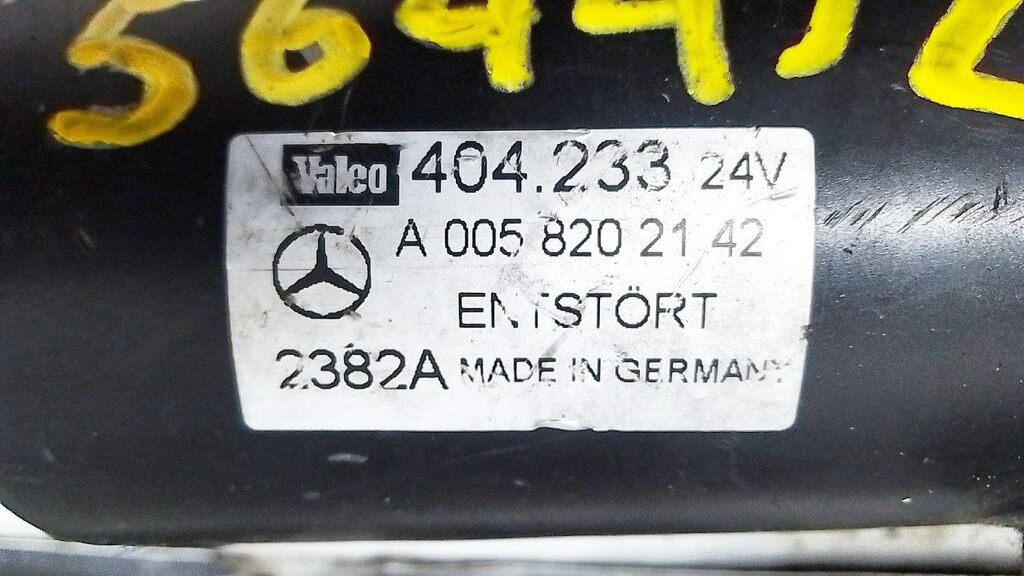 Valeo 404.233 24V
A 005 820 21 42
ENTSTÖRT
2382A MADE IN GERMANY